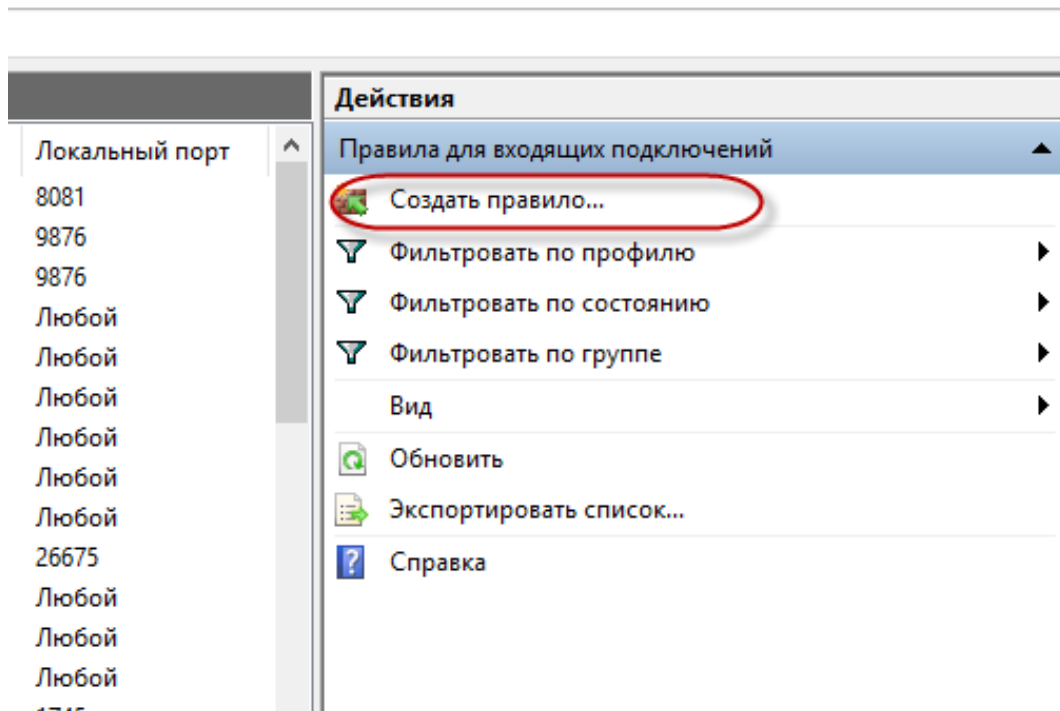 Действия
Локальный порт
8081
9876
9876
Любой
Любой
Любой
Любой
Любой
Любой
26675
Любой
Любой
Любой
Правила для входящих подключений
Создать правило...
Фильтровать по профилю
Фильтровать по состоянию
Фильтровать по группе
Вид
Обновить
Экспортировать список...
Справка